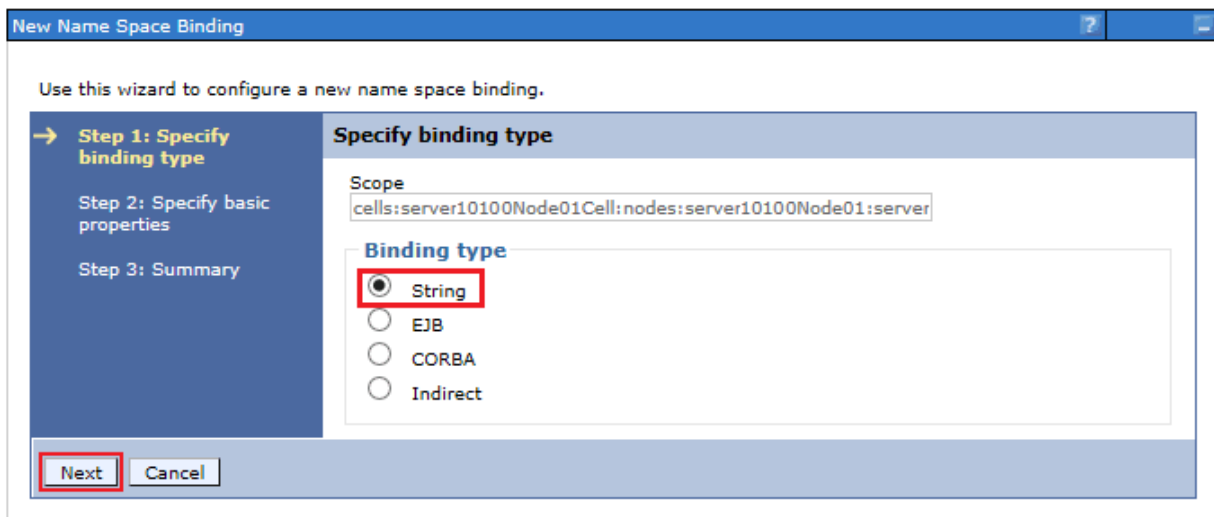 New Name Space Binding ? –
Use this wizard to configure a new name space binding.
→ Step 1: Specify
binding type
Step 2: Specify basic
properties
Step 3: Summary
Specify binding type
Scope
cells:server10100Node01Cell:nodes:server10100Node01:server
Binding type
String
EJB
CORBA
Indirect
Next Cancel